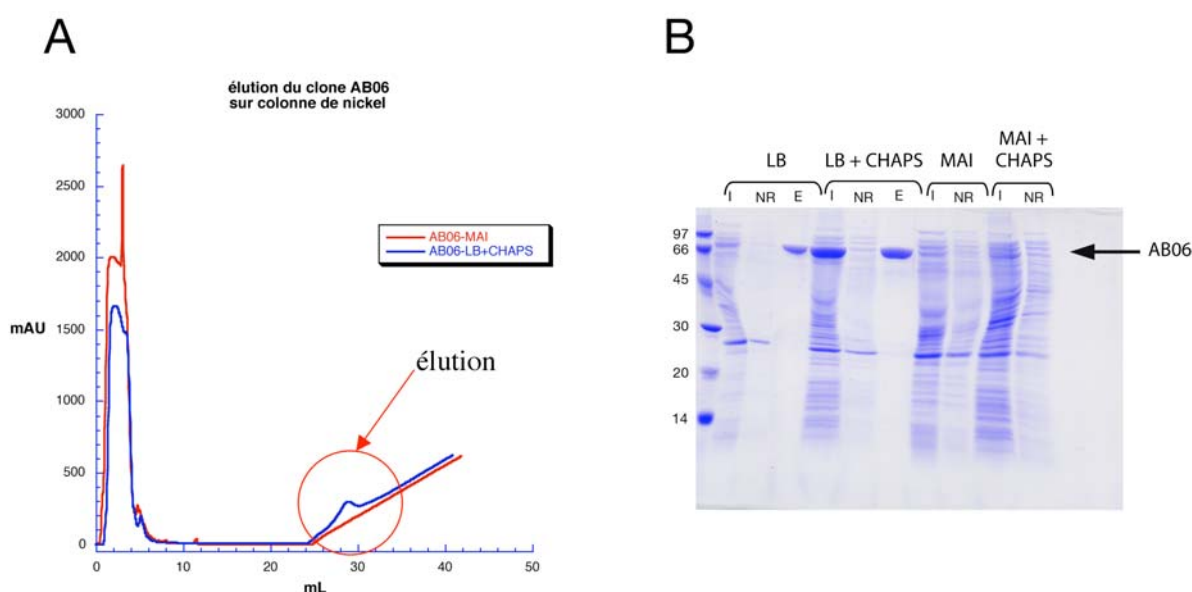 A
élution du clone AB06
sur colonne de nickel
3000
2500
2000
1500
1000
500
0
mAU
AB06-MAI
AB06-LB+CHAPS
élution
0 10 20 30 40 50
mL
B
LB LB + CHAPS MAI MAI +
CHAPS
I NR E I NR E I NR I NR
97
66
45
30
20
14
AB06